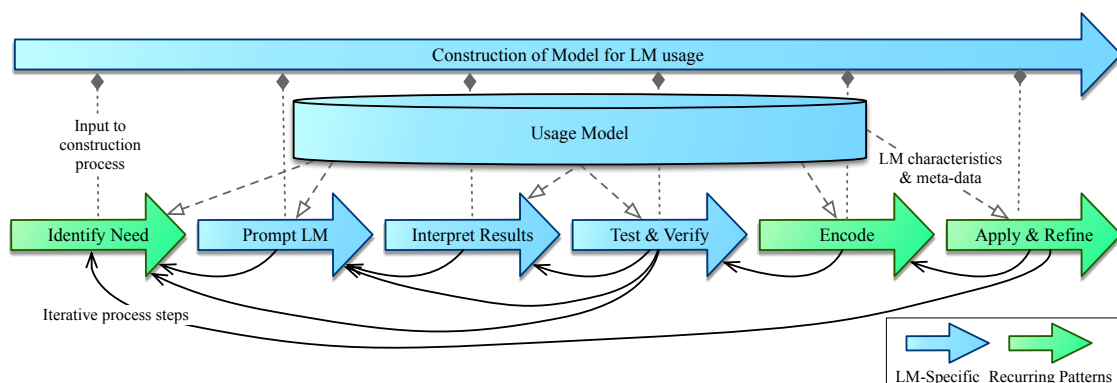 Construction of Model for LM usage
Usage Model
Input to
construction
process
LM characteristics
& meta-data
Identify Need
Prompt LM
Interpret Results
Test & Verify
Encode
Apply & Refine
Iterative process steps
LM-Specific
Recurring Patterns